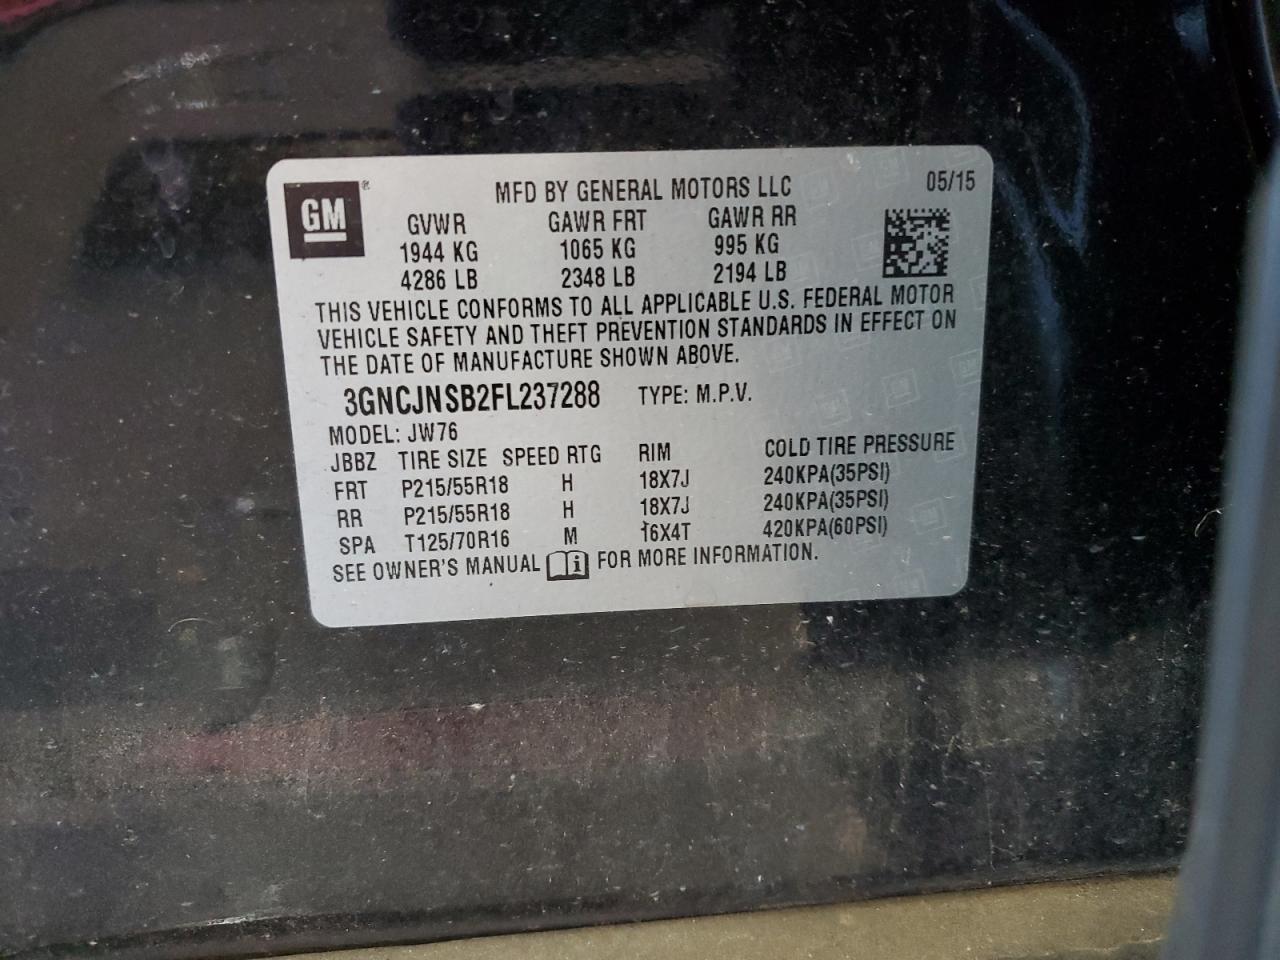 GM®
MFD BY GENERAL MOTORS LLC 05/15
GVWR GAWR FRT GAWR RR
1944 KG 1065 KG 995 KG
4286 LB 2348 LB 2194 LB
THIS VEHICLE CONFORMS TO ALL APPLICABLE U.S. FEDERAL MOTOR
VEHICLE SAFETY AND THEFT PREVENTION STANDARDS IN EFFECT ON
THE DATE OF MANUFACTURE SHOWN ABOVE.
3GNCJNSB2FL237288 TYPE: M.P.V.
MODEL: JW76
JBBZ TIRE SIZE SPEED RTG RIM COLD TIRE PRESSURE
FRT P215/55R18 H 18X7J 240KPA(35PSI)
RR P215/55R18 H 18X7J 240KPA(35PSI)
SPA T125/70R16 M 16X4T 420KPA(60PSI)
SEE OWNER'S MANUAL FOR MORE INFORMATION.